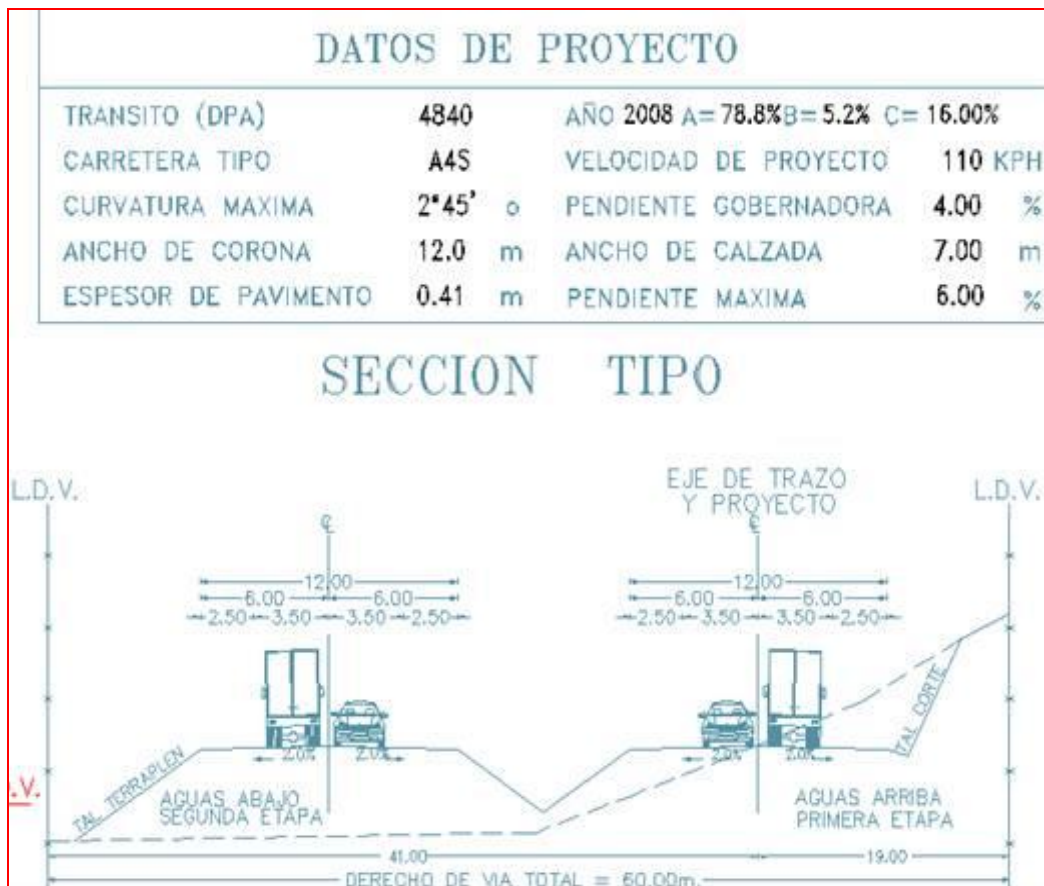 DATOS DE PROYECTO
TRANSITO (DPA) 4840 AÑO 2008 A= 78.8% B= 5.2% C= 16.00%
CARRETERA TIPO A4S VELOCIDAD DE PROYECTO 110 KPH
CURVATURA MAXIMA 2°45' o PENDIENTE GOBERNADORA 4.00 %
ANCHO DE CORONA 12.0 m ANCHO DE CALZADA 7.00 m
ESPESOR DE PAVIMENTO 0.41 m PENDIENTE MAXIMA 6.00 %
SECCION TIPO
L.D.V. EJE DE TRAZO L.D.V.
Y PROYECTO
℄ ℄
12.00 12.00
6.00 6.00 6.00 6.00
2.50 3.50 3.50 2.50 2.50 3.50 3.50 2.50
TAL CORTE
2.0% 2.0% 2.0% 2.0%
.V. TAL TERRAPLEN
AGUAS ABAJO AGUAS ARRIBA
SEGUNDA ETAPA PRIMERA ETAPA
41.00 19.00
DERECHO DE VIA TOTAL = 60.00m.